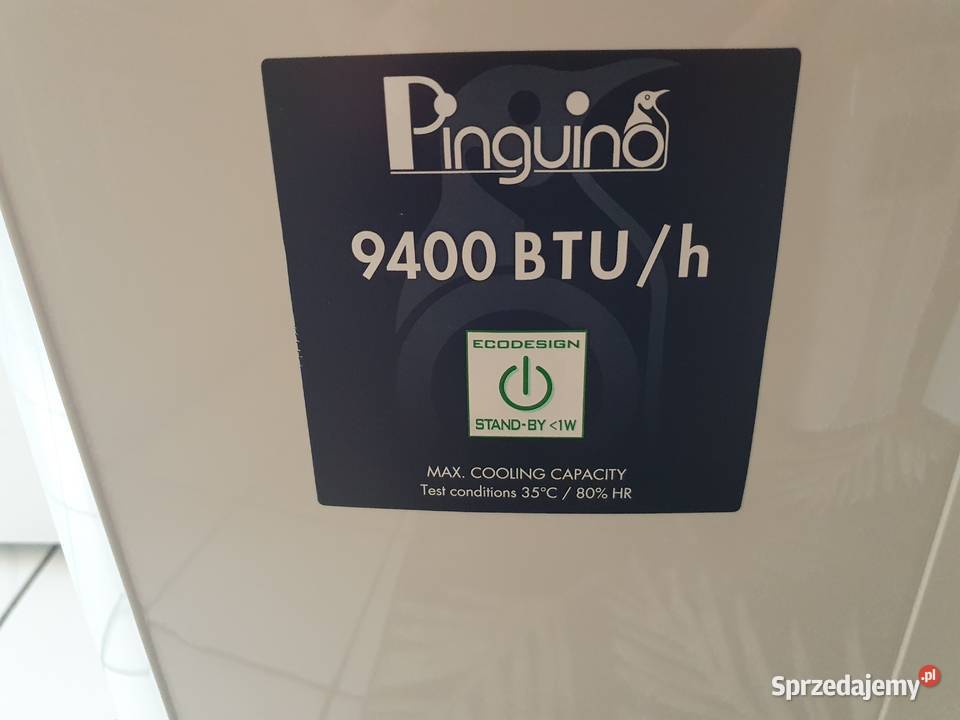 Pinguino
9400 BTU/h
ECODESIGN
STAND-BY <1W
MAX. COOLING CAPACITY
Test conditions 35°C / 80% HR
Sprzedajemy.pl